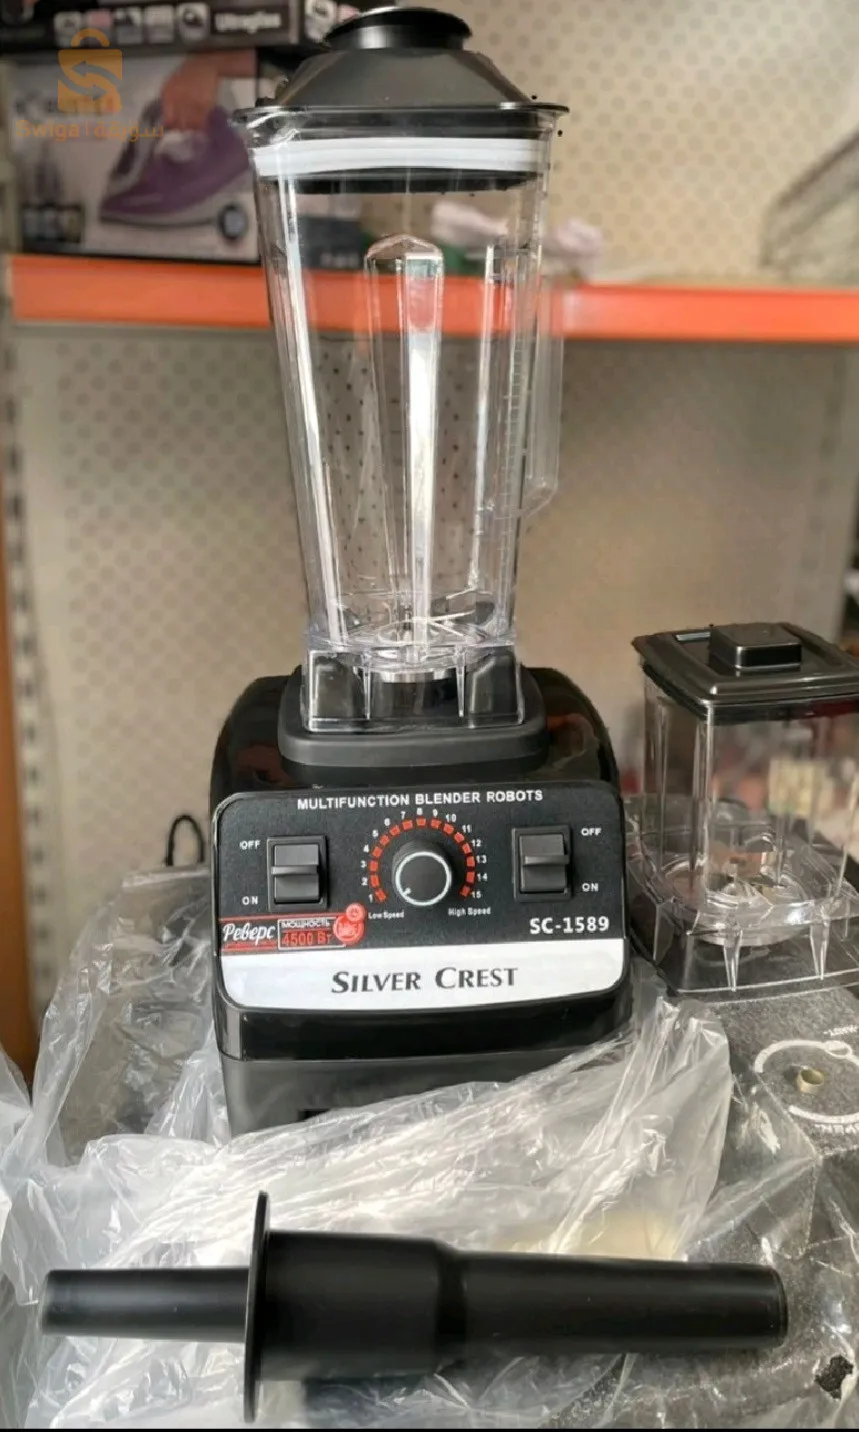 Ultraglas
Swiga | سويقة
MULTIFUNCTION BLENDER ROBOTS
OFF
ON
1
2
3
4
5
6
7
8
9
10
11
12
13
14
15
Low Speed
High Speed
OFF
ON
Реверс
МОЩНОСТЬ
4500 Вт
SC-1589
SILVER CREST